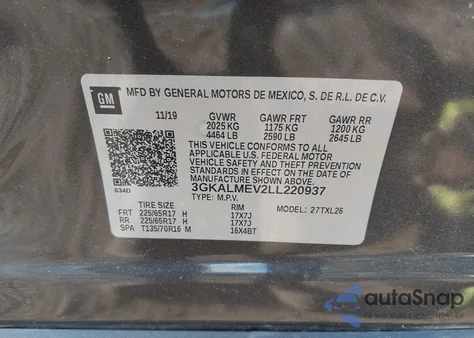 GM
MFD BY GENERAL MOTORS DE MEXICO, S. DE R.L. DE C.V.
11/19 GVWR GAWR FRT GAWR RR
2025 KG 1175 KG 1200 KG
4464 LB 2590 LB 2645 LB
THIS VEHICLE CONFORMS TO ALL
APPLICABLE U.S. FEDERAL MOTOR
VEHICLE SAFETY AND THEFT
PREVENTION STANDARDS IN EFFECT ON
THE DATE OF MANUFACTURE SHOWN ABOVE.
634D 3GKALMEV2LL220937
TYPE: M.P.V.
TIRE SIZE RIM MODEL: 27TXL26
FRT 225/65R17 H 17X7J
RR 225/65R17 H 17X7J
SPA T135/70R16 M 16X4BT
autoSnap